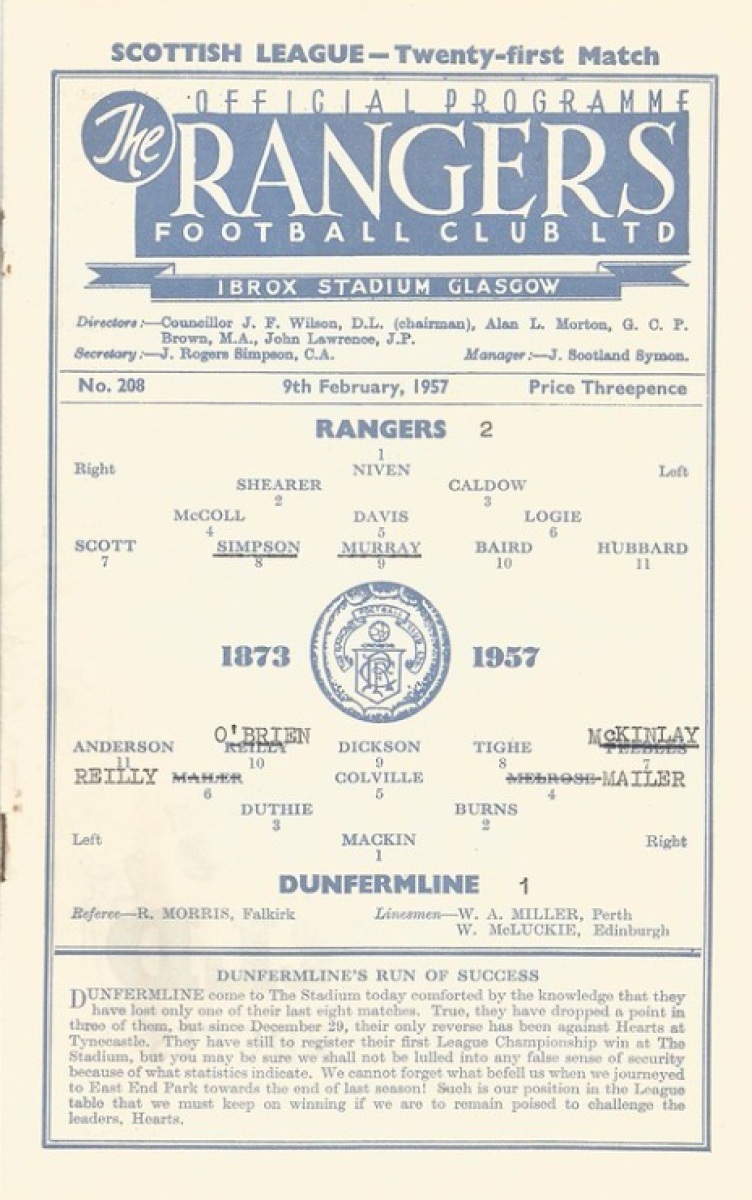 SCOTTISH LEAGUE—Twenty-first Match
OFFICIAL PROGRAMME
The RANGERS
FOOTBALL CLUB LTD
IBROX STADIUM GLASGOW
Directors:—Councillor J. F. Wilson, D.L. (chairman), Alan L. Morton, G. C. P.
Brown, M.A., John Lawrence, J.P.
Secretary:—J. Rogers Simpson, C.A. Manager:—J. Scotland Symon.
No. 208 9th February, 1957 Price Threepence
RANGERS 2
1
Right NIVEN Left
SHEARER CALDOW
2 3
McCOLL DAVIS LOGIE
4 5 6
SCOTT SIMPSON MURRAY BAIRD HUBBARD
7 8 9 10 11
1873 1957
O'BRIEN McKINLAY
ANDERSON REILLY DICKSON TIGHE PEEBLES
11 10 9 8 7
REILLY MAILER COLVILLE MELROSE MAILER
6 5 4
DUTHIE BURNS
3 2
Left MACKIN Right
1
DUNFERMLINE 1
Referee—R. MORRIS, Falkirk Linesmen—W. A. MILLER, Perth
W. McLUCKIE, Edinburgh
DUNFERMLINE'S RUN OF SUCCESS
DUNFERMLINE come to The Stadium today comforted by the knowledge that they
have lost only one of their last eight matches. True, they have dropped a point in
three of them, but since December 29, their only reverse has been against Hearts at
Tynecastle. They have still to register their first League Championship win at The
Stadium, but you may be sure we shall not be lulled into any false sense of security
because of what statistics indicate. We cannot forget what befell us when we journeyed
to East End Park towards the end of last season! Such is our position in the League
table that we must keep on winning if we are to remain poised to challenge the
leaders, Hearts.